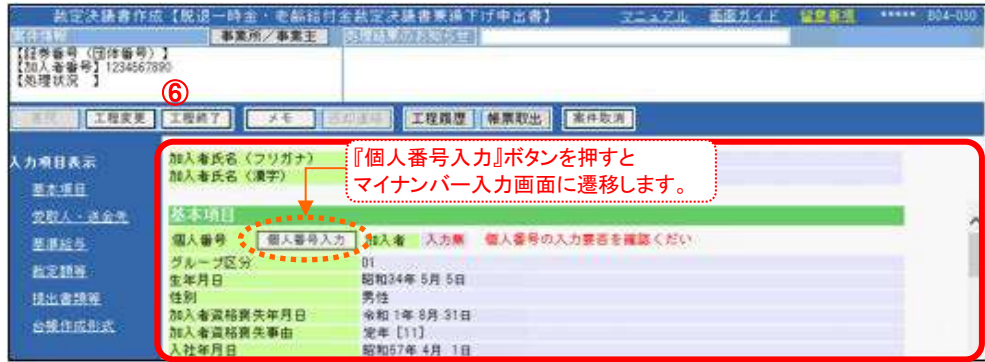 裁定決議書作成【脱退一時金・老齢給付金裁定決議書兼繰下げ申出書】 マニュアル 画面ガイド 留意事項 ***** B04-030
事業所/事業主
【証券番号(団体番号)】
【加入者番号】1234567890
【処理状況 】
⑥
工程変更 工程終了 メモ 工程履歴 帳票取出 案件取消
入力項目表示
基本項目
受取人・送金先
基準給与
裁定額等
提出書類等
台帳作成形式
加入者氏名(フリガナ)
加入者氏名(漢字)
『個人番号入力』ボタンを押すと
マイナンバー入力画面に遷移します。
基本項目
個人番号 個人番号入力 加入者 入力無 個人番号の入力要否を確認くだい
グループ区分 01
生年月日 昭和34年 5月 5日
性別 男性
加入者資格喪失年月日 令和 1年 8月 31日
加入者資格喪失事由 定年 [11]
入社年月日 昭和57年 4月 1日